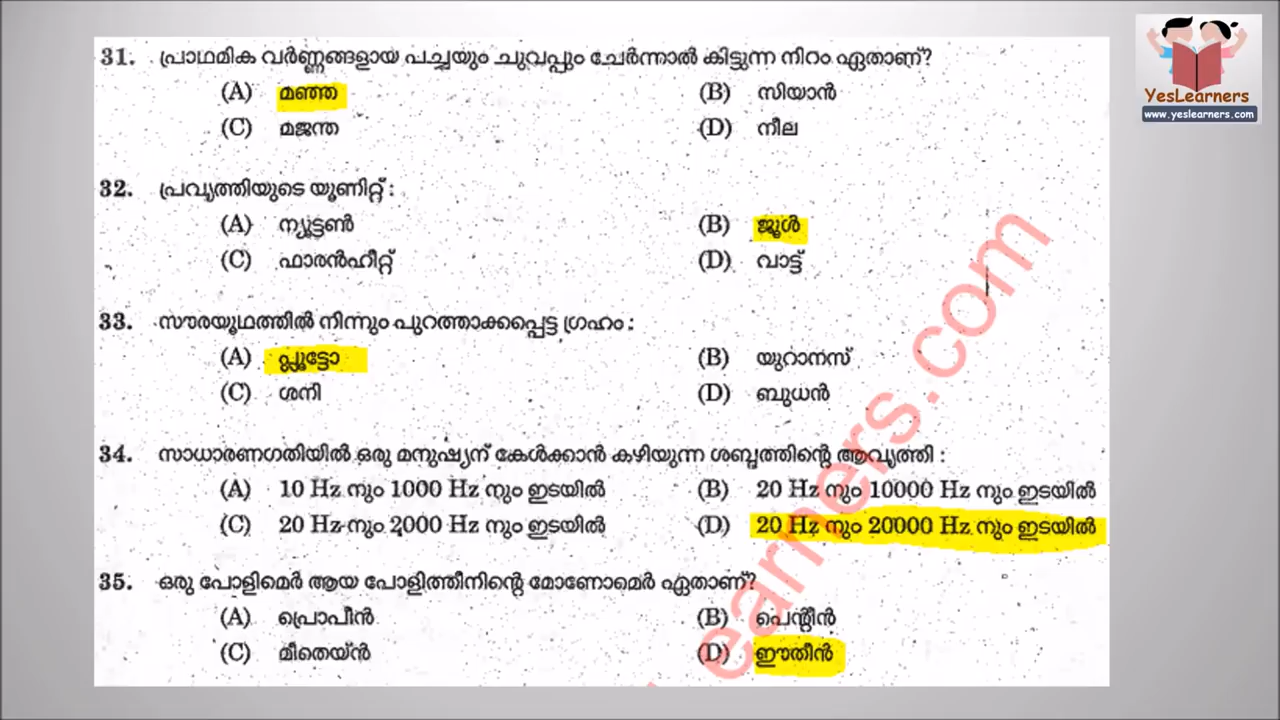 31. പ്രാഥമിക വർണ്ണങ്ങളായ പച്ചയും ചുവപ്പും ചേർന്നാൽ കിട്ടുന്ന നിറം ഏതാണ്?
(A) മഞ്ഞ (B) സിയാൻ
(C) മജന്ത (D) നീല
32. പ്രവൃത്തിയുടെ യൂണിറ്റ് :
(A) ന്യൂട്ടൺ (B) ജൂൾ
(C) ഫാരൻഹീറ്റ് (D) വാട്ട്
33. സൗരയൂഥത്തിൽ നിന്നും പുറത്താക്കപ്പെട്ട ഗ്രഹം :
(A) പ്ലൂട്ടോ (B) യുറാനസ്
(C) ശനി (D) ബുധൻ
34. സാധാരണഗതിയിൽ ഒരു മനുഷ്യന് കേൾക്കാൻ കഴിയുന്ന ശബ്ദത്തിന്റെ ആവൃത്തി :
(A) 10 Hz നും 1000 Hz നും ഇടയിൽ (B) 20 Hz നും 10000 Hz നും ഇടയിൽ
(C) 20 Hz നും 2000 Hz നും ഇടയിൽ (D) 20 Hz നും 20000 Hz നും ഇടയിൽ
35. ഒരു പോളിമെർ ആയ പോളിത്തീനിന്റെ മോണോമെർ ഏതാണ്?
(A) പ്രൊപീൻ (B) പെന്റീൻ
(C) മീതെയ്ൻ (D) ഈതീൻ
YesLearners
www.yeslearners.com
learners.com